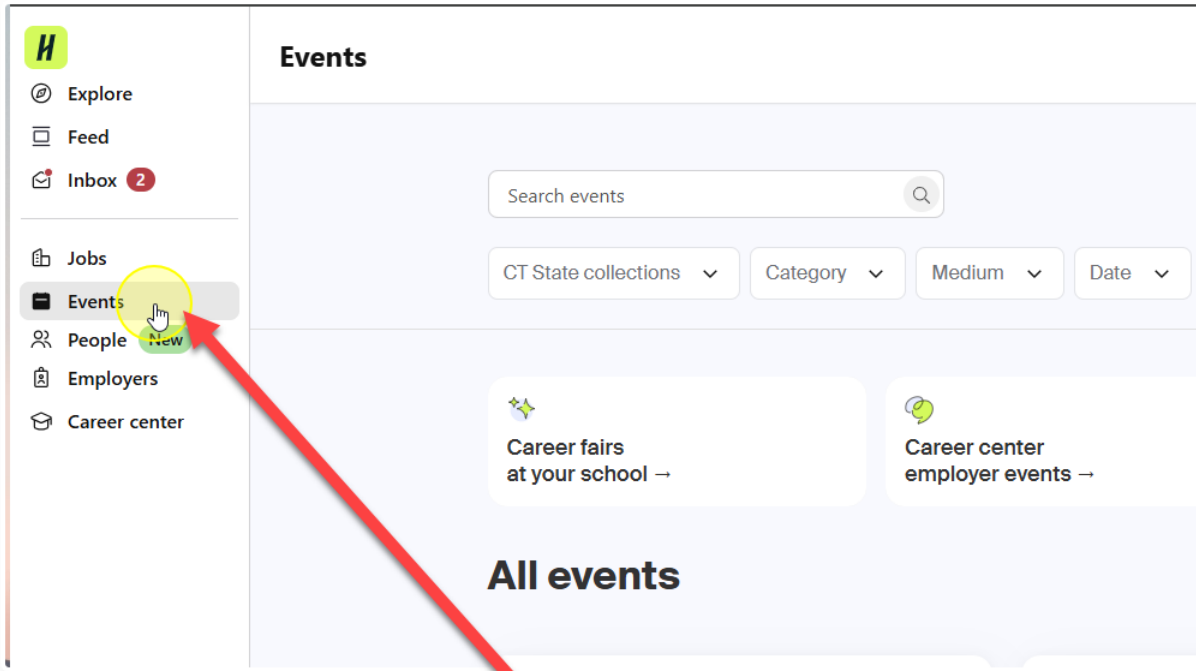 H
Events
Explore
Feed
Inbox 2
Jobs
Events
People New
Employers
Career center
Search events
CT State collections
Category
Medium
Date
Career fairs
at your school →
Career center
employer events →
All events